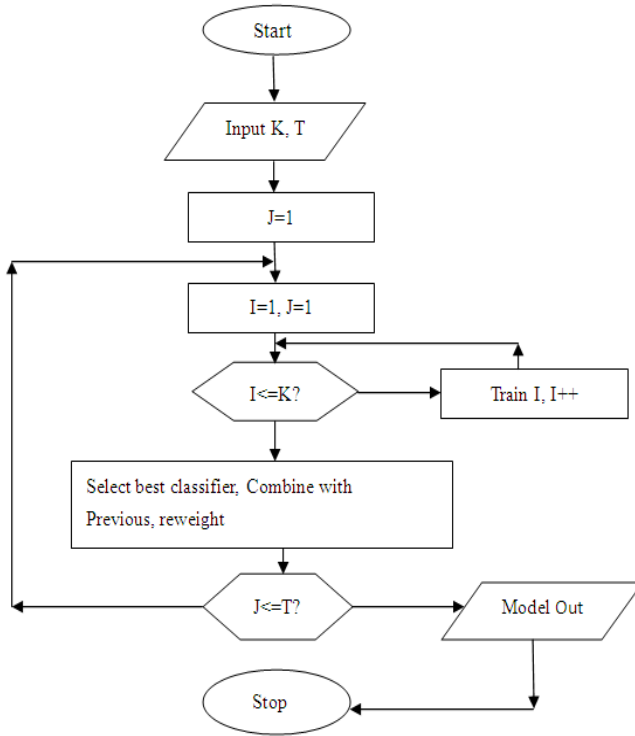 Start
Input K, T
J=1
I=1, J=1
I<=K?
Train I, I++
Select best classifier, Combine with
Previous, reweight
J<=T?
Model Out
Stop